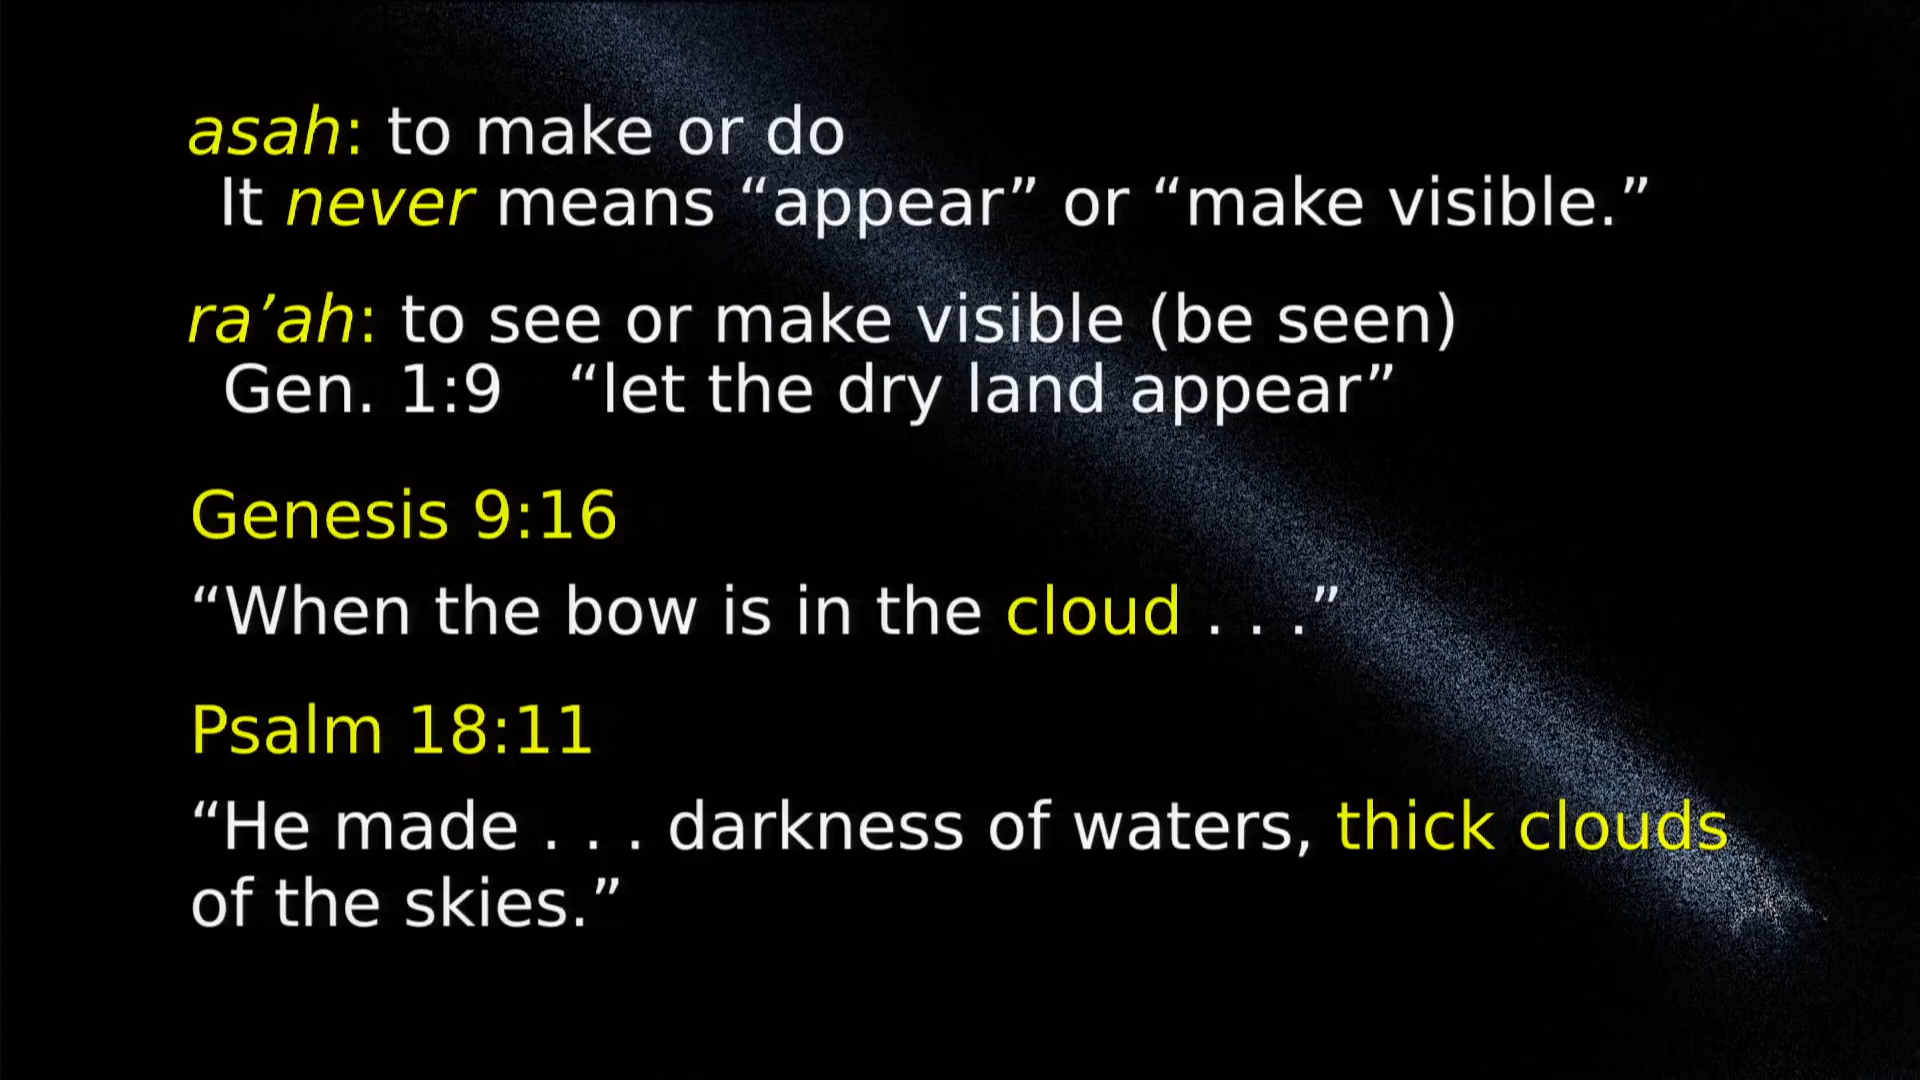 asah: to make or do
It never means “appear” or “make visible.”
ra’ah: to see or make visible (be seen)
Gen. 1:9 “let the dry land appear”
Genesis 9:16
“When the bow is in the cloud . . .”
Psalm 18:11
“He made . . . darkness of waters, thick clouds
of the skies.”